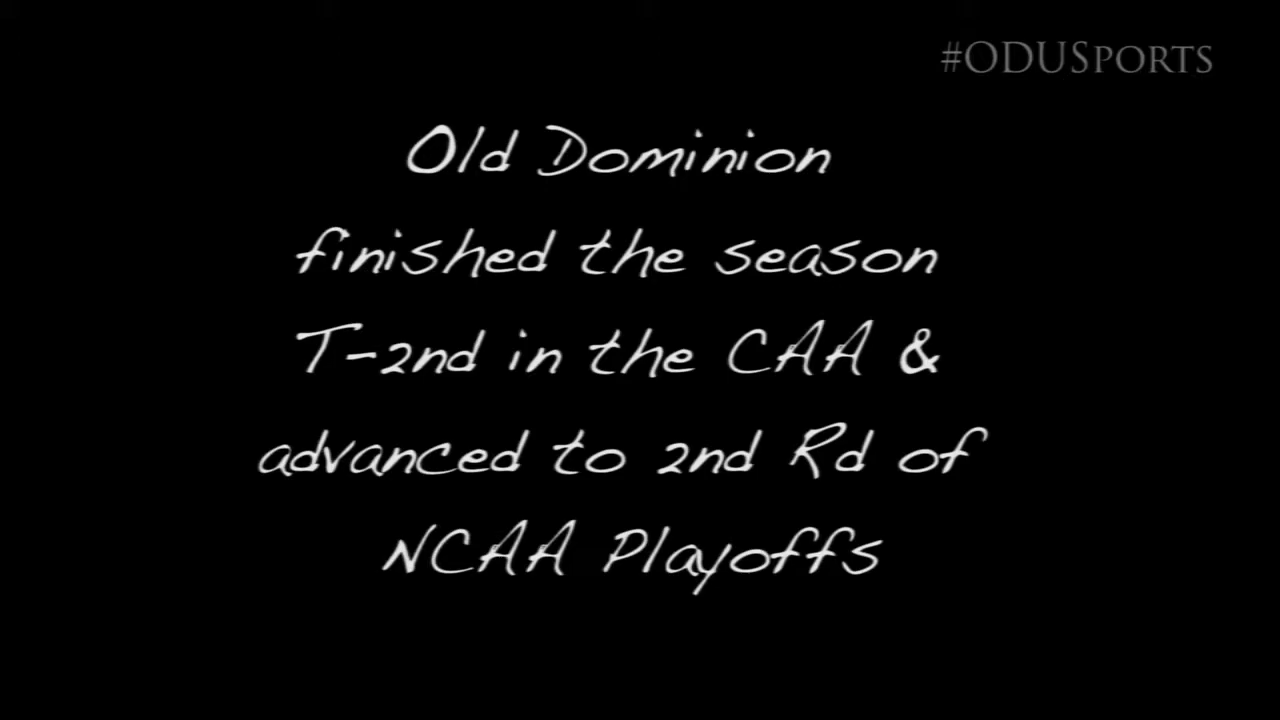 #ODUSPORTS
Old Dominion
finished the season
T-2nd in the CAA &
advanced to 2nd Rd of
NCAA Playoffs